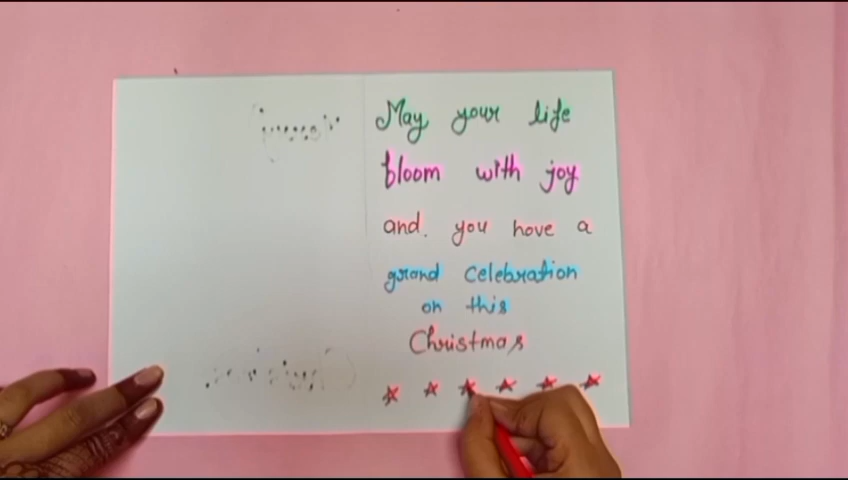 May your life
bloom with joy
and. you have a
grand celebration
on this
Christmas